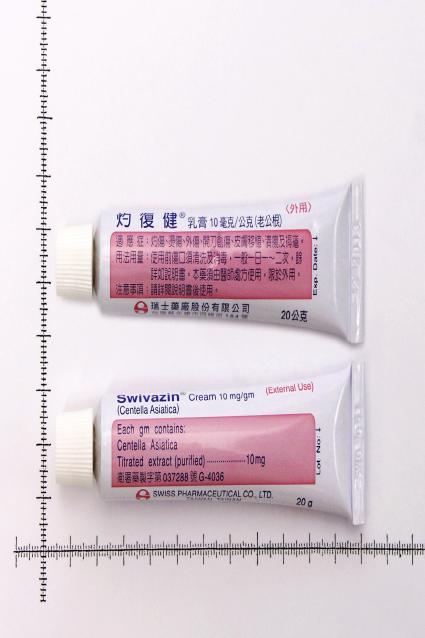 灼復健® 乳膏10毫克/公克(老公根)
〈外用〉
適應症：灼傷、燙傷、外傷、開刀創傷、皮膚移植、潰瘍及壞疽。
用法用量：使用前傷口須清洗及消毒，一般一日一~二次，餘
詳如說明書。本藥須由醫師處方使用，限於外用。
注意事項：請詳閱說明書後使用。
瑞士藥廠股份有限公司
20公克
Exp. Date:↓
Swivazin® Cream 10 mg/gm
(External Use)
(Centella Asiatica)
Each gm contains:
Centella Asiatica
Titrated extract (purified) ................... 10mg
衛署藥製字第 037288 號 G-4036
SWISS PHARMACEUTICAL CO., LTD.
TAINAN, TAIWAN
20 g
Lot No:↓